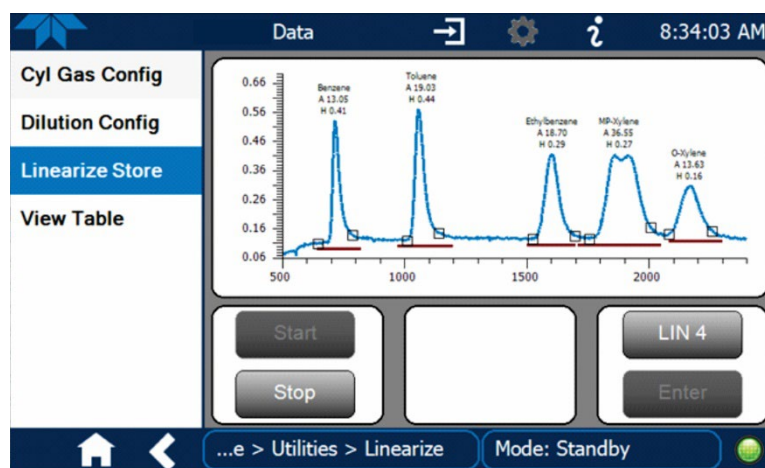 Data
8:34:03 AM
Cyl Gas Config
Dilution Config
Linearize Store
View Table
0.66
0.56
0.46
0.36
0.26
0.16
0.06
Benzene
A 13.05
H 0.41
Toluene
A 19.03
H 0.44
Ethylbenzene
A 18.70
H 0.29
MP-Xylene
A 36.55
H 0.27
O-Xylene
A 13.63
H 0.16
500
1000
1500
2000
Start
LIN 4
Stop
Enter
...e > Utilities > Linearize
Mode: Standby